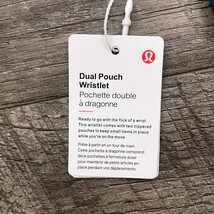 Dual Pouch
Wristlet
Pochette double
à dragonne
Ready to go with the flick of a wrist.
This wristlet comes with two zippered
pouches to keep small items in place
while you're on the move.
Prête à partir en un tour de main.
Cette pochette à dragonne comprend
deux pochettes à fermeture éclair
pour maintenir de petits articles en
place pendant vos déplacements.